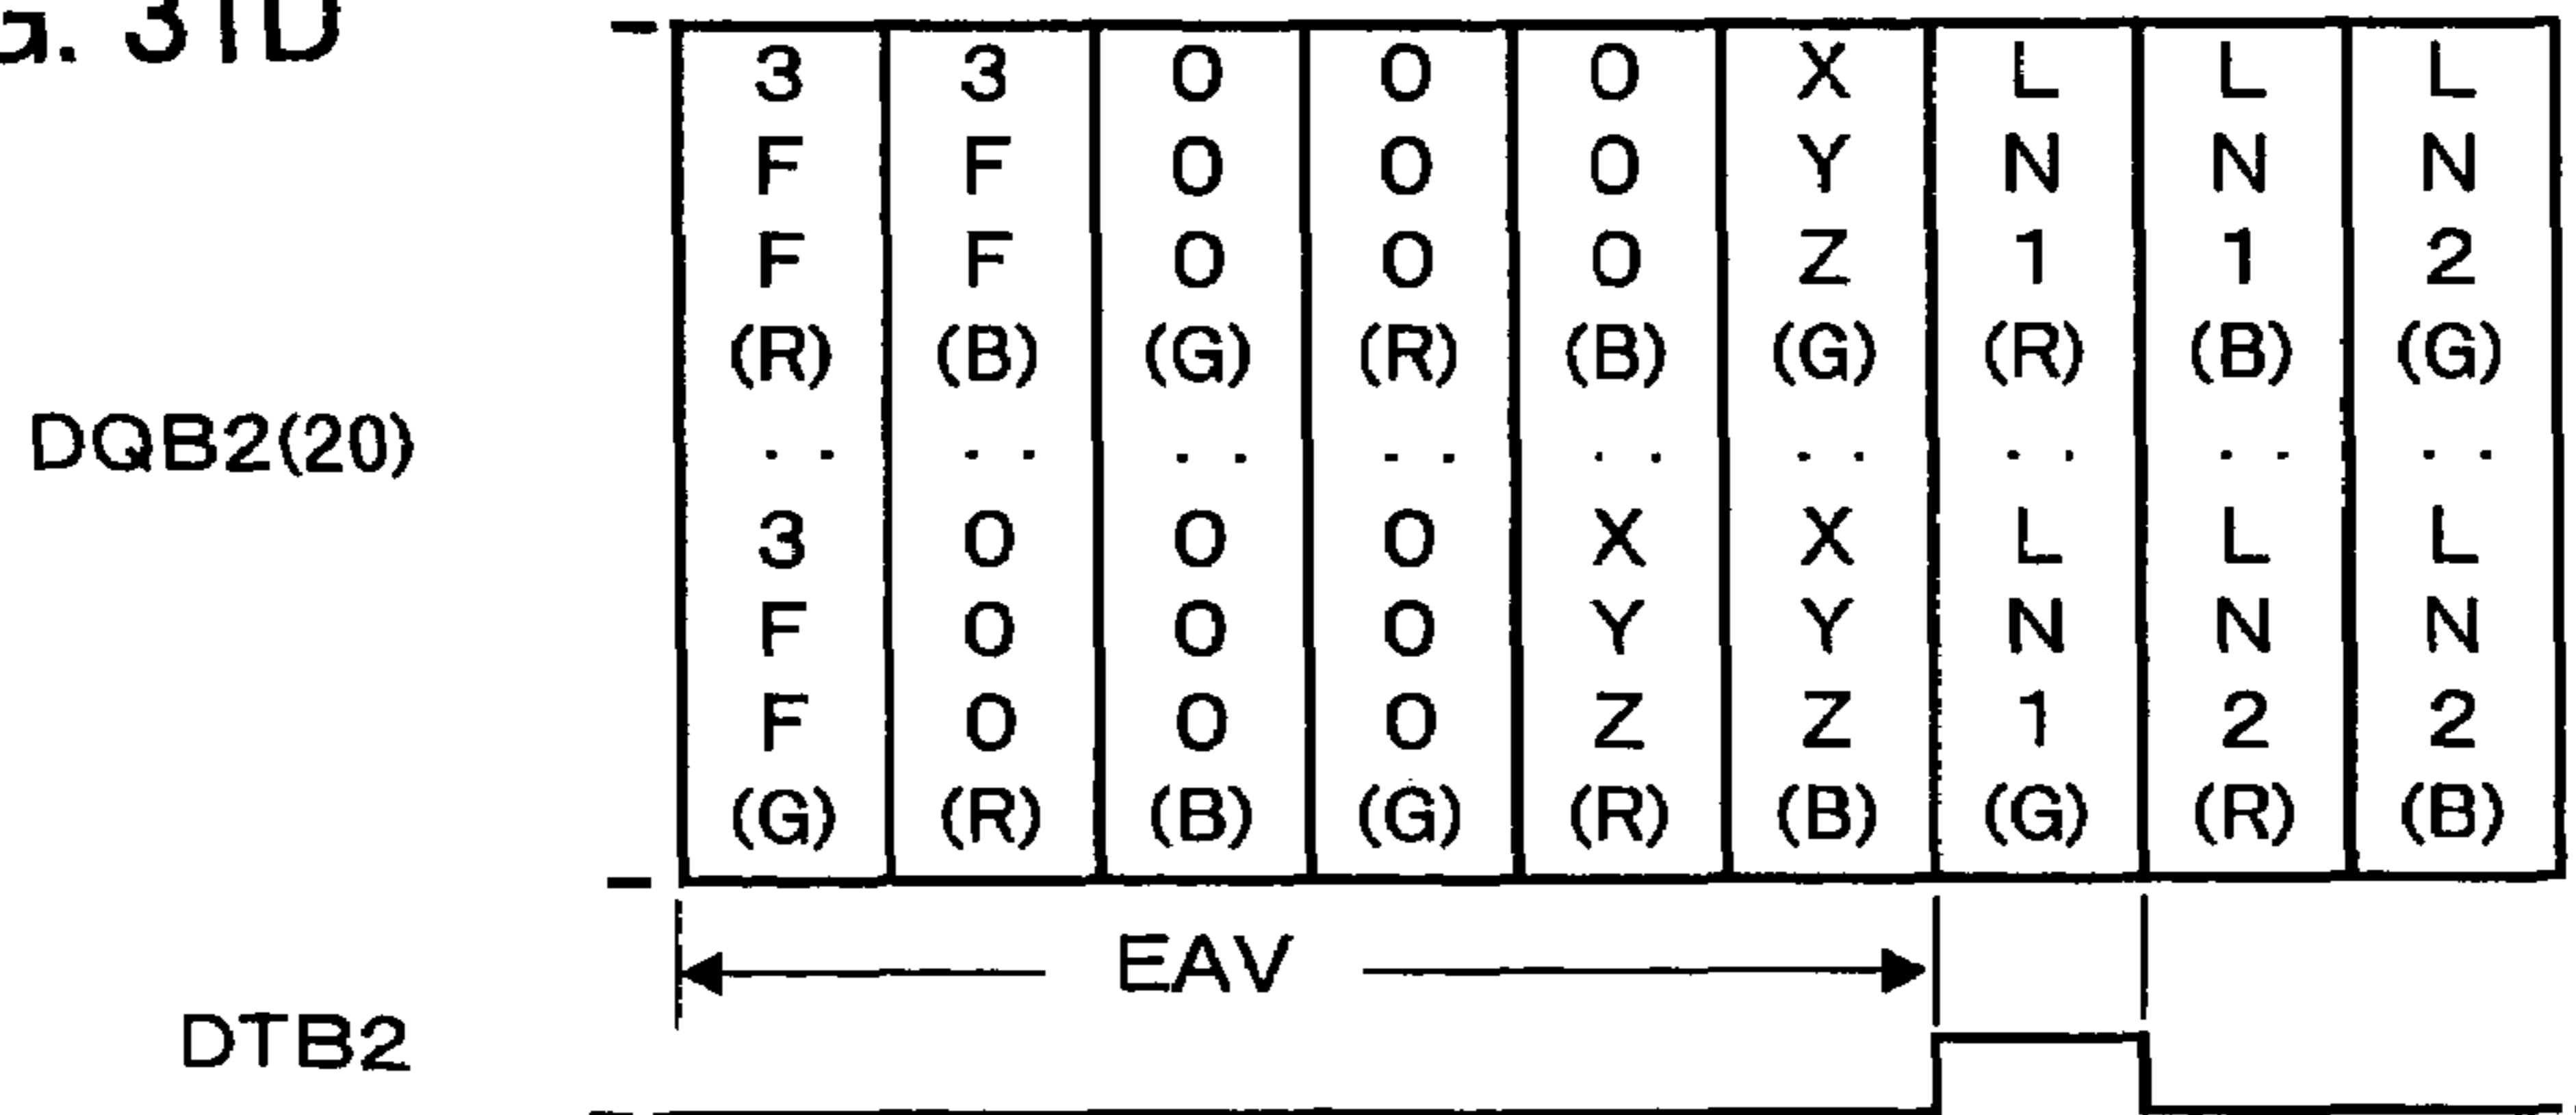 G. 31D
3 3 0 0 0 X L L L
F F 0 0 0 Y N N N
F F 0 0 0 Z 1 1 2
(R) (B) (G) (R) (B) (G) (R) (B) (G)
DQB2(20) .. .. .. .. .. .. .. .. ..
3 0 0 0 X X L L L
F 0 0 0 Y Y N N N
F 0 0 0 Z Z 1 2 2
(G) (R) (B) (G) (R) (B) (G) (R) (B)
EAV
DTB2